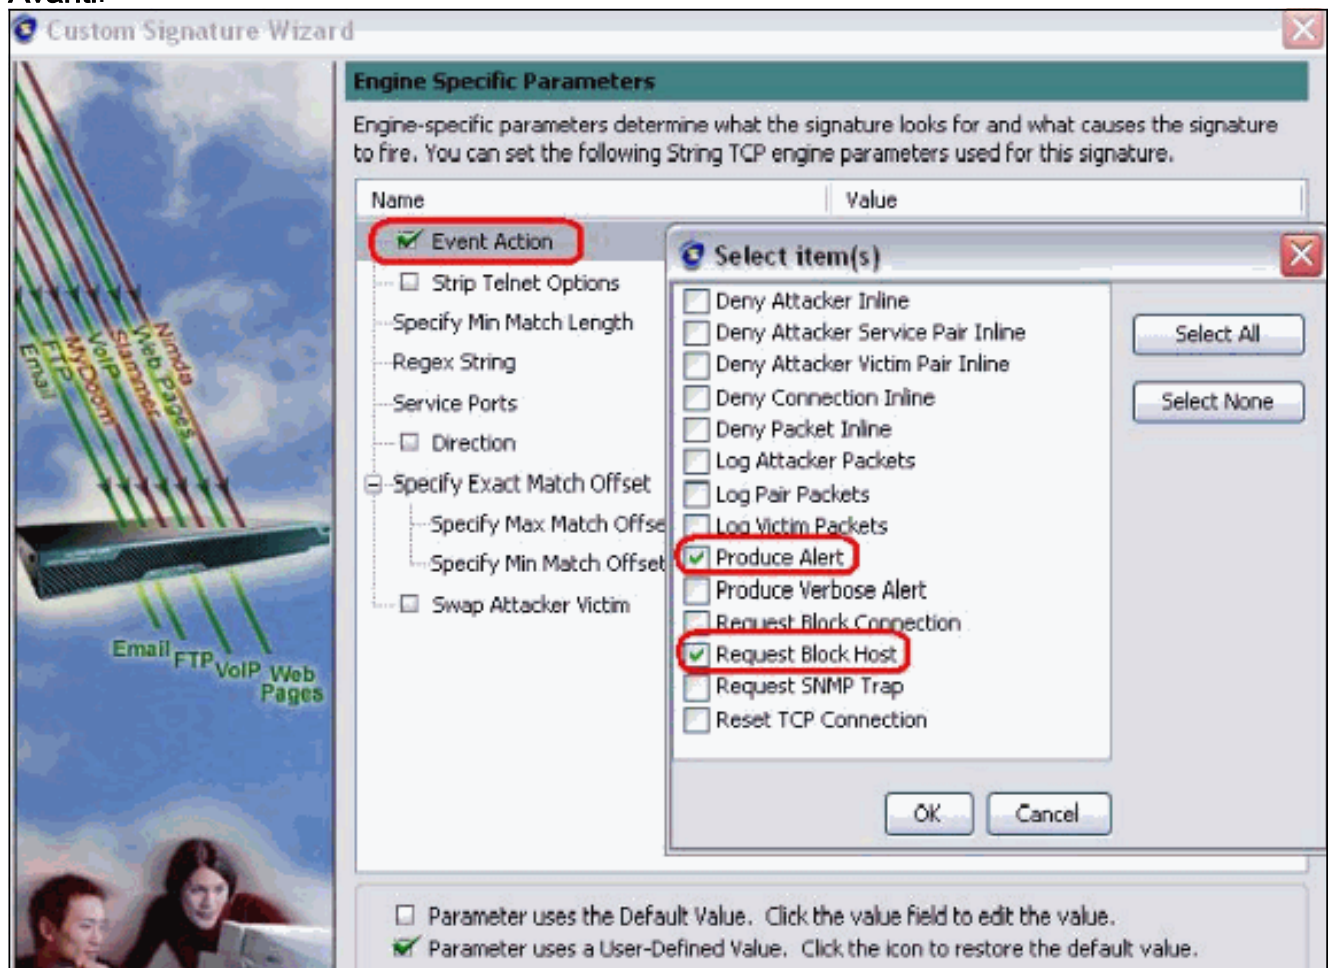 Avanti.
Custom Signature Wizard
Engine Specific Parameters
Engine-specific parameters determine what the signature looks for and what causes the signature
to fire. You can set the following String TCP engine parameters used for this signature.
Name Value
Event Action
Strip Telnet Options
Specify Min Match Length
Regex String
Service Ports
Direction
Specify Exact Match Offset
Specify Max Match Offse
Specify Min Match Offset
Swap Attacker Victim
Select item(s)
Deny Attacker Inline
Deny Attacker Service Pair Inline
Deny Attacker Victim Pair Inline
Deny Connection Inline
Deny Packet Inline
Log Attacker Packets
Log Pair Packets
Log Victim Packets
Produce Alert
Produce Verbose Alert
Request Block Connection
Request Block Host
Request SNMP Trap
Reset TCP Connection
Select All
Select None
OK Cancel
Parameter uses the Default Value. Click the value field to edit the value.
Parameter uses a User-Defined Value. Click the icon to restore the default value.
Email
FTP
MyDoom
VoIP
Slammer
Web Pages
Nimda
Email
FTP
VoIP
Web
Pages